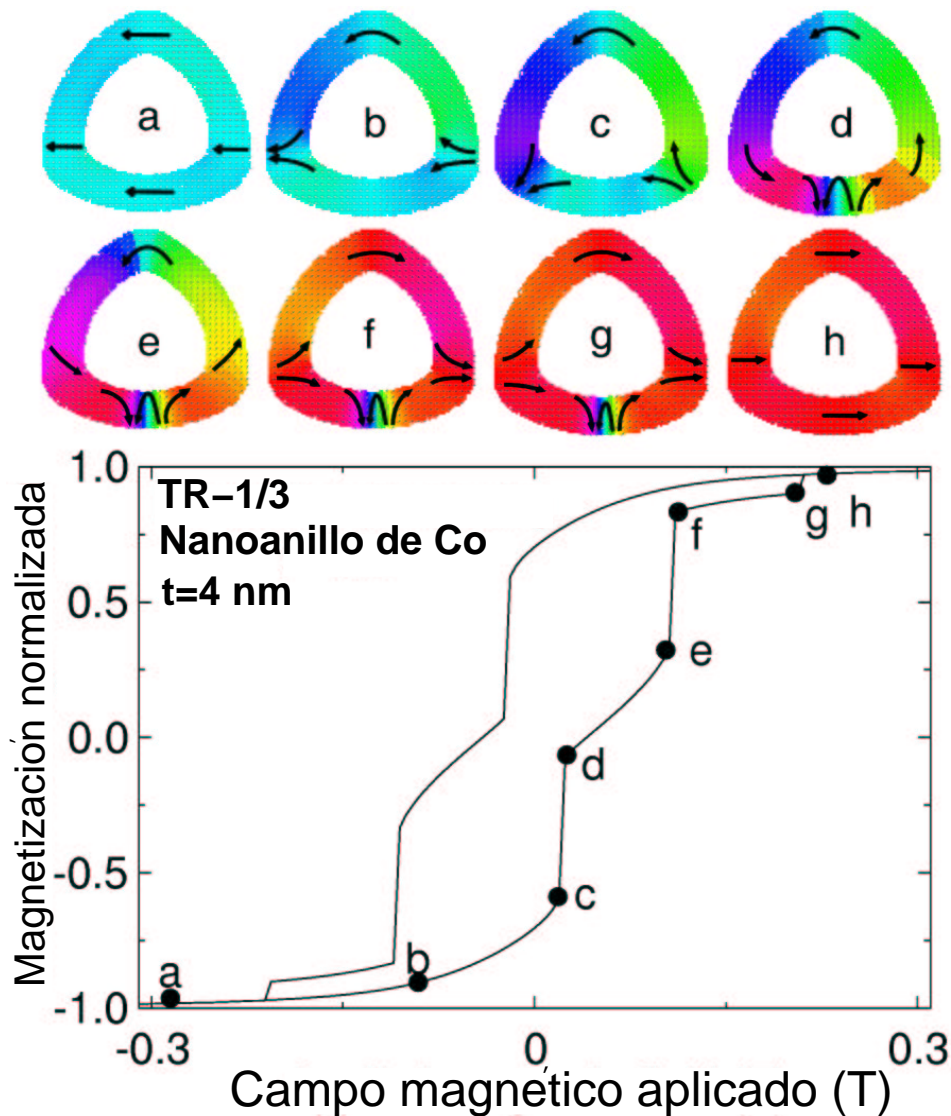 a b c d
e f g h
Magnetización normalizada
1.0
0.5
0.0
-0.5
-1.0
TR-1/3
Nanoanillo de Co
t=4 nm
a
b
c
d
e
f
g
h
-0.3 0 0.3
Campo magnético aplicado (T)